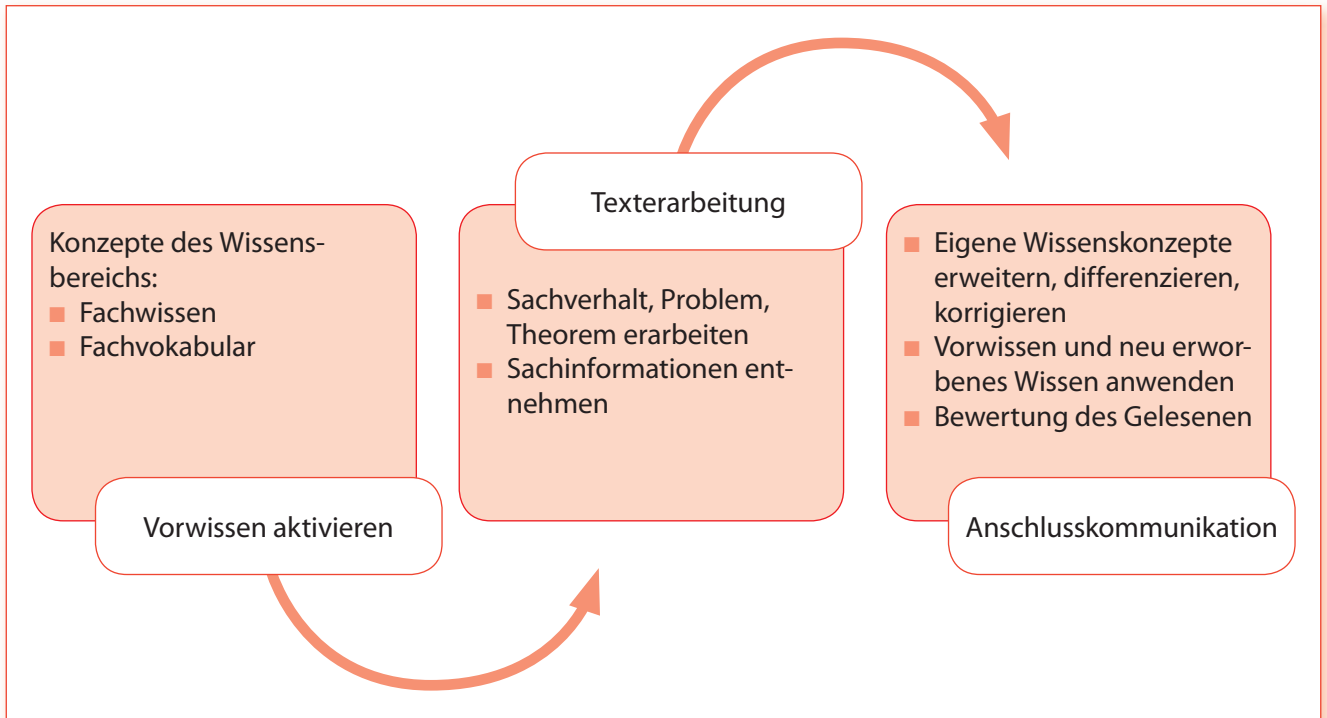 Konzepte des Wissens-
bereichs:
■ Fachwissen
■ Fachvokabular
Vorwissen aktivieren
Texterarbeitung
■ Sachverhalt, Problem,
Theorem erarbeiten
■ Sachinformationen ent-
nehmen
■ Eigene Wissenskonzepte
erweitern, differenzieren,
korrigieren
■ Vorwissen und neu erwor-
benes Wissen anwenden
■ Bewertung des Gelesenen
Anschlusskommunikation